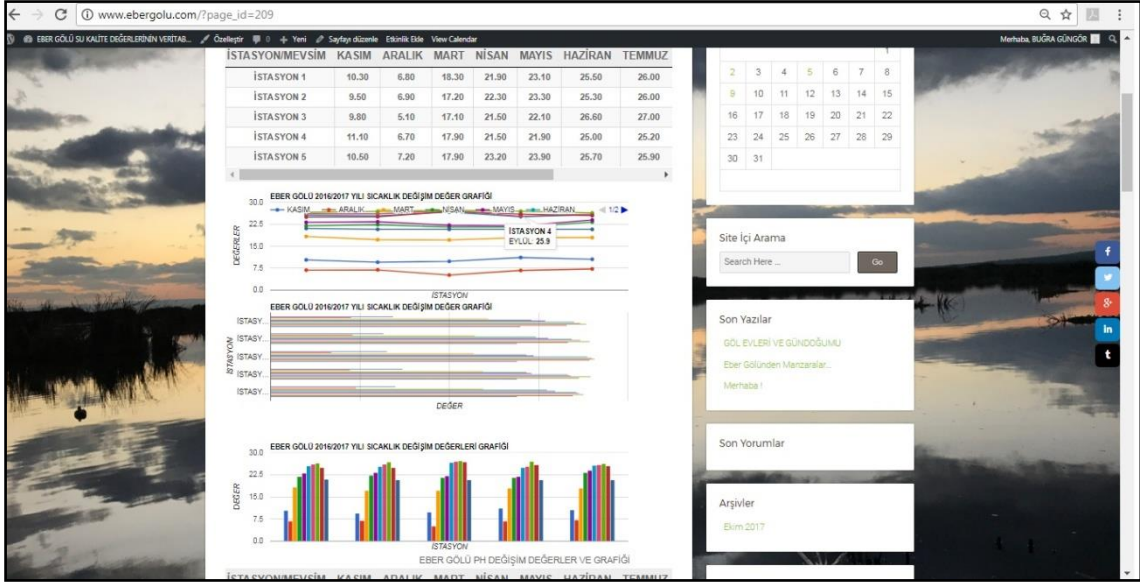 www.ebergolu.com/?page_id=209
EBER GÖLÜ SU KALİTE DEĞERLERİNİN VERİTAB... Özelleştir 0 + Yeni Sayfayı düzenle Etkinlik Ekle View Calendar Merhaba, BUĞRA GÜNGÖR
İSTASYON/MEVSİM KASIM ARALIK MART NİSAN MAYIS HAZİRAN TEMMUZ
İSTASYON 1 10.30 6.80 18.30 21.90 23.10 25.50 26.00
İSTASYON 2 9.50 6.90 17.20 22.30 23.30 25.30 26.00
İSTASYON 3 9.80 5.10 17.10 21.50 22.10 26.60 27.00
İSTASYON 4 11.10 6.70 17.90 21.50 21.90 25.00 25.20
İSTASYON 5 10.50 7.20 17.90 23.20 23.90 25.70 25.90
EBER GÖLÜ 2016/2017 YILI SICAKLIK DEĞİŞİM DEĞER GRAFİĞİ
KASIM ARALIK MART NİSAN MAYIS HAZİRAN 1/2
30.0
22.5
15.0
7.5
0.0
DEĞERLER
İSTASYON 4
EYLÜL: 25.9
İSTASYON
EBER GÖLÜ 2016/2017 YILI SICAKLIK DEĞİŞİM DEĞER GRAFİĞİ
İSTASYON
İSTASY...
İSTASY...
İSTASY...
İSTASY...
İSTASY...
DEĞER
EBER GÖLÜ 2016/2017 YILI SICAKLIK DEĞİŞİM DEĞERLERİ GRAFİĞİ
30.0
22.5
15.0
7.5
0.0
DEĞER
İSTASYON
EBER GÖLÜ PH DEĞİŞİM DEĞERLER VE GRAFİĞİ
İSTASYON/MEVSİM KASIM ARALIK MART NİSAN MAYIS HAZİRAN TEMMUZ
1
2 3 4 5 6 7 8
9 10 11 12 13 14 15
16 17 18 19 20 21 22
23 24 25 26 27 28 29
30 31
Site İçi Arama
Search Here ... Go
Son Yazılar
GÖL EVLERİ VE GÜNDOĞUMU
Eber Gölünden Manzaralar...
Merhaba !
Son Yorumlar
Arşivler
Ekim 2017
f
g+
in
t